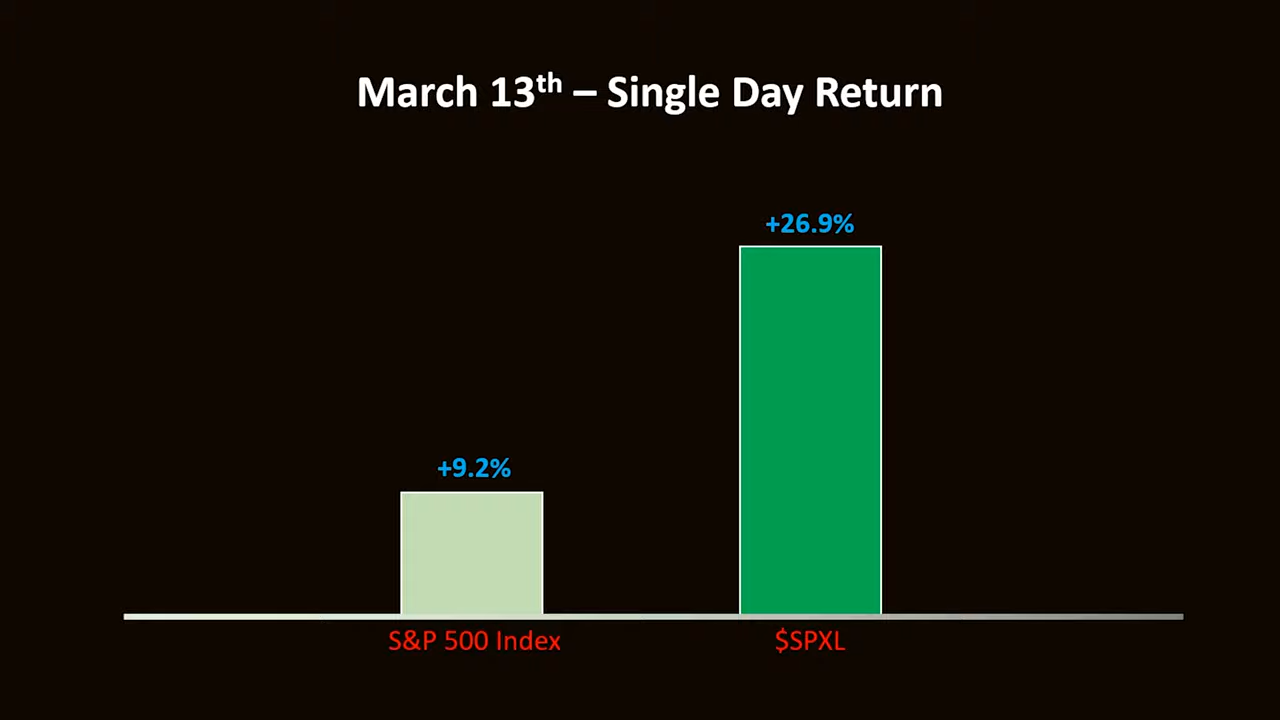 March 13th – Single Day Return
+26.9%
+9.2%
S&P 500 Index
$SPXL